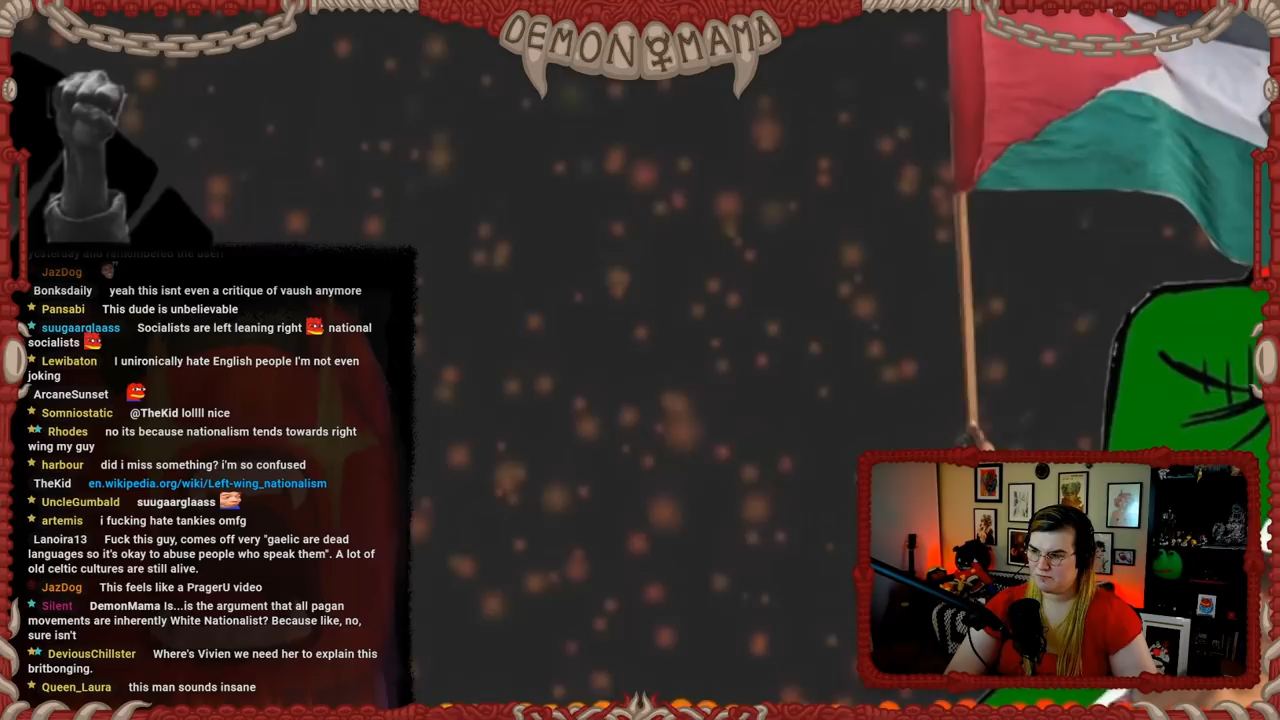 DEMON MAMA
yesterday and remembered the user!
JazDog
Bonksdaily yeah this isnt even a critique of vaush anymore
Pansabi This dude is unbelievable
suugaarglaass Socialists are left leaning right national
socialists
Lewibaton I unironically hate English people I'm not even
joking
ArcaneSunset
Somniostatic @TheKid lollll nice
Rhodes no its because nationalism tends towards right
wing my guy
harbour did i miss something? i'm so confused
TheKid en.wikipedia.org/wiki/Left-wing_nationalism
UncleGumbald suugaarglaass
artemis i fucking hate tankies omfg
Lanoira13 Fuck this guy, comes off very "gaelic are dead
languages so it's okay to abuse people who speak them". A lot of
old celtic cultures are still alive.
JazDog This feels like a PragerU video
Silent DemonMama Is...is the argument that all pagan
movements are inherently White Nationalist? Because like, no,
sure isn't
DeviousChillster Where's Vivien we need her to explain this
britbonging.
Queen_Laura this man sounds insane